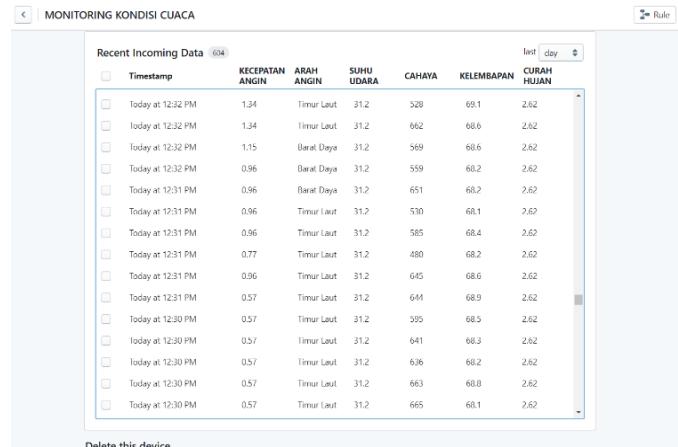 MONITORING KONDISI CUACA
Rule
Recent Incoming Data 604
last day
Timestamp KECEPATAN ANGIN ARAH ANGIN SUHU UDARA CAHAYA KELEMBAPAN CURAH HUJAN
Today at 12:32 PM 1.34 Timur Laut 31.2 528 69.1 2.62
Today at 12:32 PM 1.34 Timur Laut 31.2 662 68.6 2.62
Today at 12:32 PM 1.15 Barat Daya 31.2 569 68.6 2.62
Today at 12:32 PM 0.96 Barat Daya 31.2 559 68.2 2.62
Today at 12:31 PM 0.96 Barat Daya 31.2 651 68.2 2.62
Today at 12:31 PM 0.96 Timur Laut 31.2 530 68.1 2.62
Today at 12:31 PM 0.96 Timur Laut 31.2 585 68.4 2.62
Today at 12:31 PM 0.77 Timur Laut 31.2 480 68.2 2.62
Today at 12:31 PM 0.96 Timur Laut 31.2 645 68.6 2.62
Today at 12:31 PM 0.57 Timur Laut 31.2 644 68.9 2.62
Today at 12:30 PM 0.57 Timur Laut 31.2 595 68.5 2.62
Today at 12:30 PM 0.57 Timur Laut 31.2 641 68.3 2.62
Today at 12:30 PM 0.57 Timur Laut 31.2 636 68.2 2.62
Today at 12:30 PM 0.57 Timur Laut 31.2 663 68.8 2.62
Today at 12:30 PM 0.57 Timur Laut 31.2 665 68.1 2.62
Delete this device